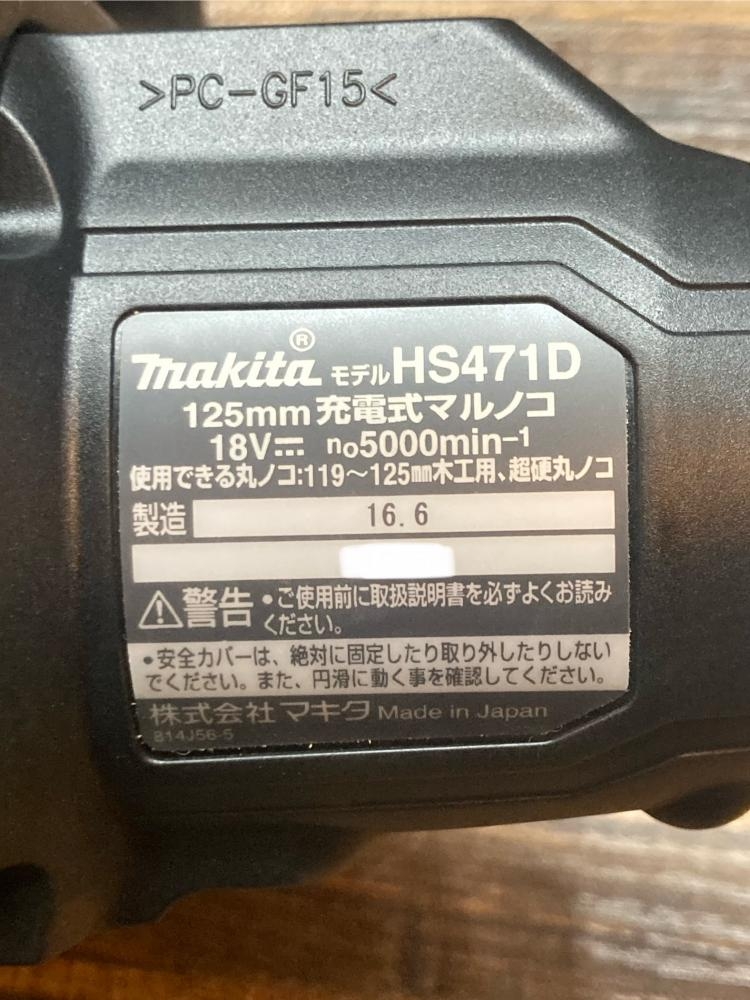 >PC-GF15<
makita® モデル HS471D
125mm 充電式マルノコ
18V⎓ n₀5000min⁻¹
使用できる丸ノコ:119～125㎜木工用、超硬丸ノコ
製造 16.6
⚠警告 •ご使用前に取扱説明書を必ずよくお読み
ください。
•安全カバーは、絶対に固定したり取り外したりしない
でください。また、円滑に動く事を確認してください。
株式会社 マキタ Made in Japan
814J56-5